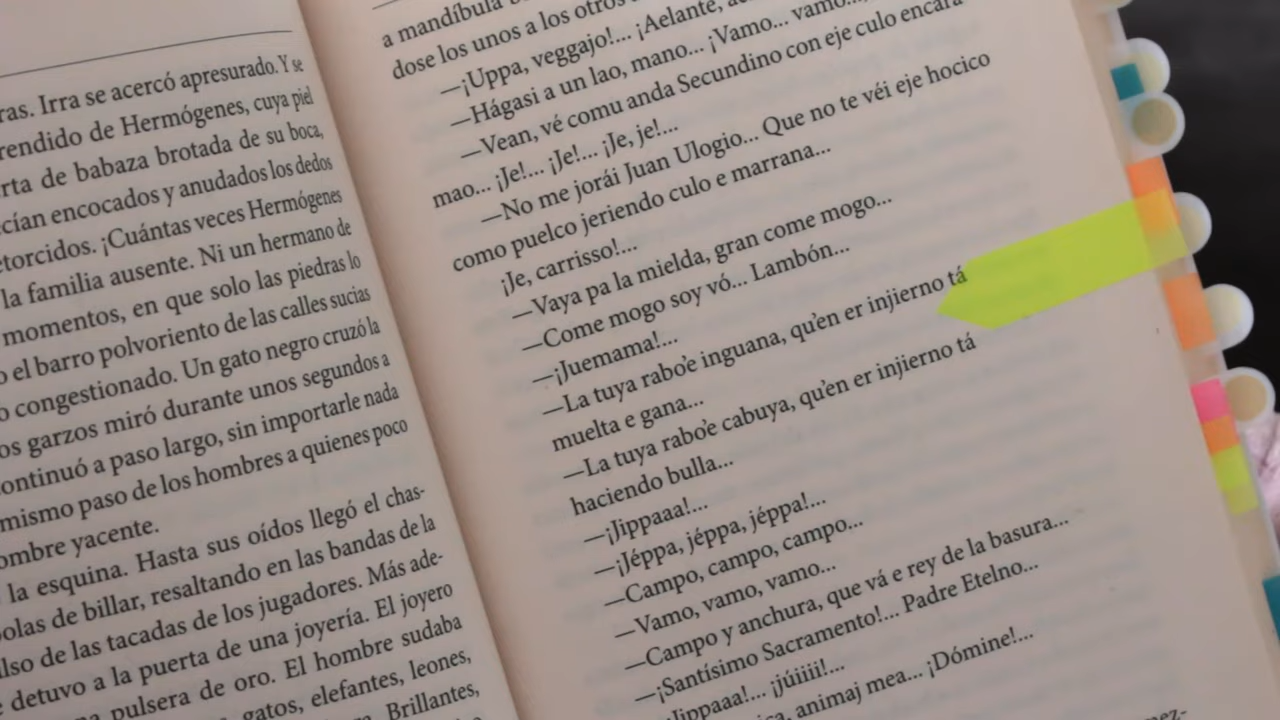 ras. Irra se acercó apresurado. Y se
rendido de Hermógenes, cuya piel
rta de babaza brotada de su boca,
cían encocados y anudados los dedos
etorcidos. ¡Cuántas veces Hermógenes
la familia ausente. Ni un hermano de
momentos, en que solo las piedras lo
o el barro polvoriento de las calles sucias
o congestionado. Un gato negro cruzó la
os garzos miró durante unos segundos a
ontinuó a paso largo, sin importarle nada
mismo paso de los hombres a quienes poco
ombre yacente.
la esquina. Hasta sus oídos llegó el chas-
bolas de billar, resaltando en las bandas de la
ulso de las tacadas de los jugadores. Más ade-
detuvo a la puerta de una joyería. El joyero
pulsera de oro. El hombre sudaba
gatos, elefantes, leones,
Brillantes,
a mandíbula
dose los unos a los otros
—¡Uppa, veggajo!... ¡Aelante,
—Hágasi a un lao, mano... ¡Vamo... vamo...
—Vean, vé comu anda Secundino con eje culo encara
mao... ¡Je!... ¡Je!... ¡Je, je!...
—No me jorái Juan Ulogio... Que no te véi eje hocico
como puelco jeriendo culo e marrana...
¡Je, carrisso!...
—Vaya pa la mielda, gran come mogo...
—Come mogo soy vó... Lambón...
—¡Juemama!...
—La tuya rabo'e inguana, qu'en er injierno tá
muelta e gana...
—La tuya rabo'e cabuya, qu'en er injierno tá
haciendo bulla...
—¡Jippaaa!...
—¡Jéppa, jéppa, jéppa!...
—Campo, campo, campo...
—Vamo, vamo, vamo...
—Campo y anchura, que vá e rey de la basura...
—¡Santísimo Sacramento!... Padre Etelno...
¡Jippaaa!... ¡júiiii!...
animaj mea... ¡Dómine!...